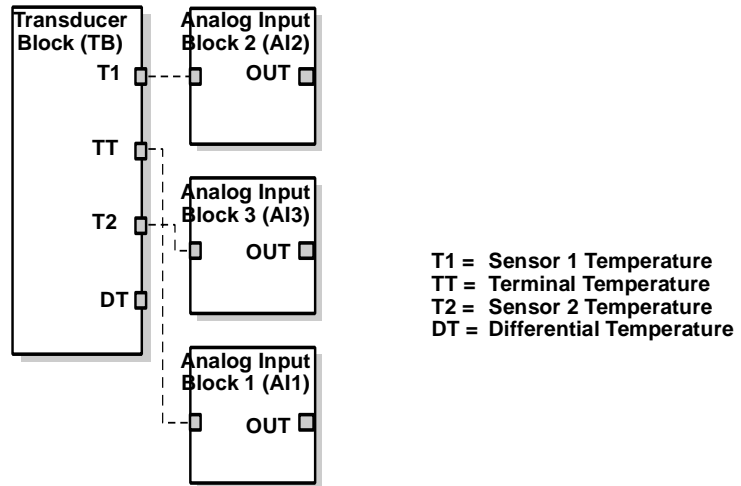 Transducer
Block (TB)
T1
TT
T2
DT
Analog Input
Block 2 (AI2)
OUT
Analog Input
Block 3 (AI3)
OUT
Analog Input
Block 1 (AI1)
OUT
T1 = Sensor 1 Temperature
TT = Terminal Temperature
T2 = Sensor 2 Temperature
DT = Differential Temperature